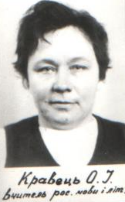 Кравець О.І.
вчитель рос. мови і літ.